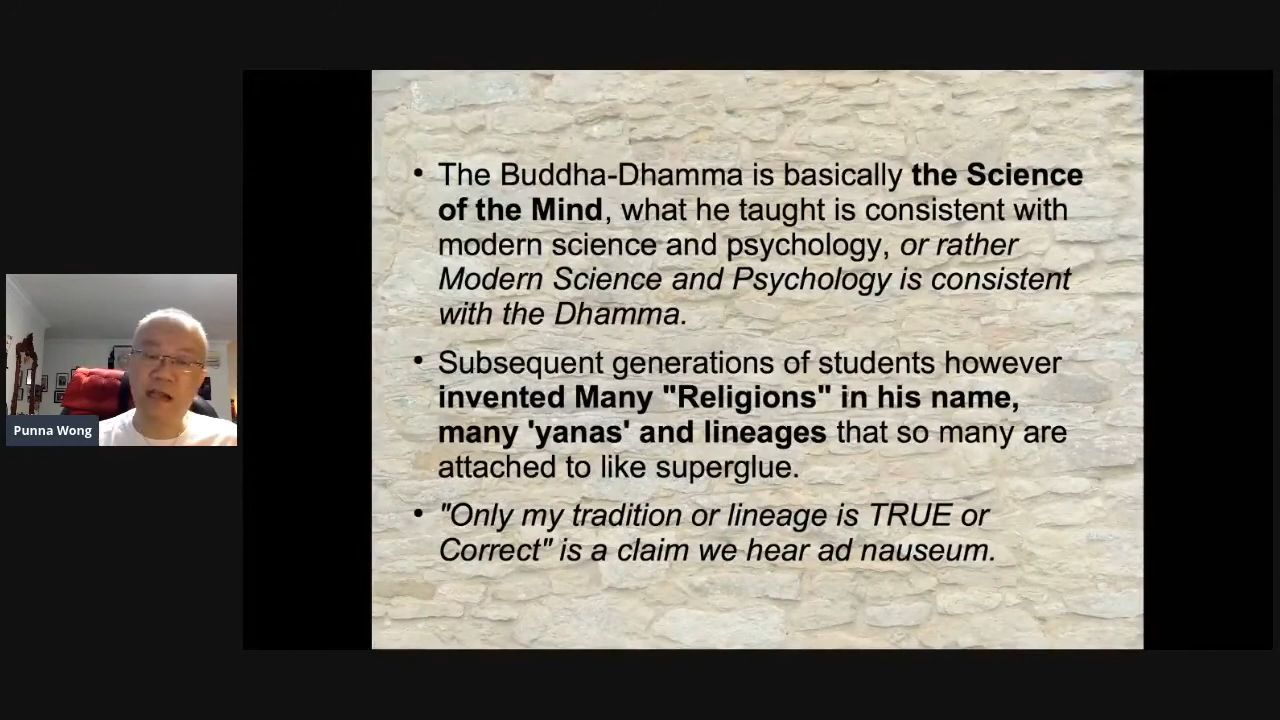 • The Buddha-Dhamma is basically the Science
of the Mind, what he taught is consistent with
modern science and psychology, or rather
Modern Science and Psychology is consistent
with the Dhamma.
• Subsequent generations of students however
invented Many "Religions" in his name,
many 'yanas' and lineages that so many are
attached to like superglue.
• "Only my tradition or lineage is TRUE or
Correct" is a claim we hear ad nauseum.
Punna Wong